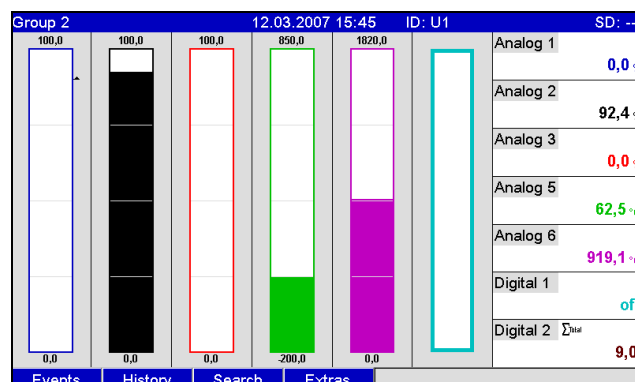 Group 2 12.03.2007 15:45 ID: U1 SD: --
100,0 100,0 100,0 850,0 1820,0
Analog 1
0,0
Analog 2
92,4
Analog 3
0,0
Analog 5
62,5
Analog 6
919,1
Digital 1
of
Digital 2 ΣTotal
9,0
0,0 0,0 0,0 -200,0 0,0
Events History Search Extras